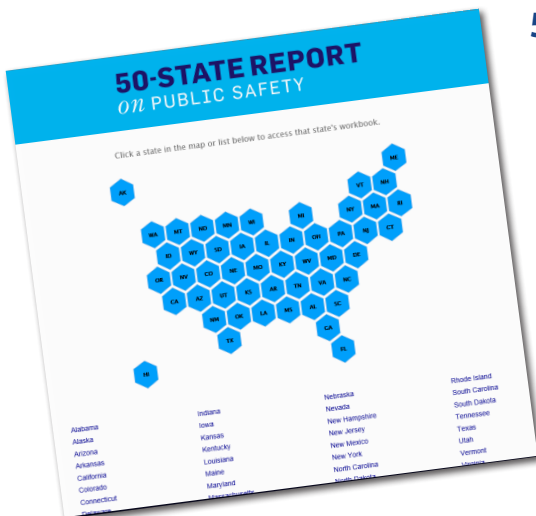 50-STATE REPORT
on PUBLIC SAFETY
Click a state in the map or list below to access that state's workbook.
ME
AK VT NH
WA MT ND MN WI MI NY MA RI
ID WY SD IA IL IN OH PA NJ CT
OR NV CO NE MO KY WV MD DE
CA AZ UT KS AR TN VA NC
NM OK LA MS AL SC
TX GA
HI FL
Alabama
Alaska
Arizona
Arkansas
California
Colorado
Connecticut
Delaware
Indiana
Iowa
Kansas
Kentucky
Louisiana
Maine
Maryland
Massachusetts
Nebraska
Nevada
New Hampshire
New Jersey
New Mexico
New York
North Carolina
North Dakota
Rhode Island
South Carolina
South Dakota
Tennessee
Texas
Utah
Vermont
Virginia